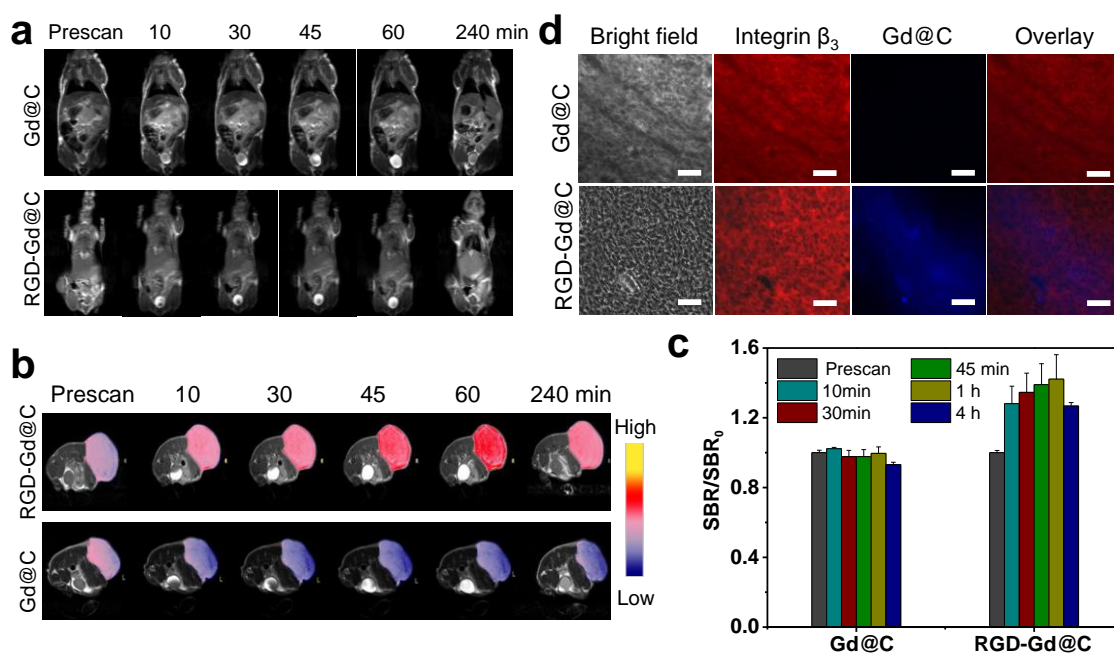 a
Prescan 10 30 45 60 240 min
Gd@C
RGD-Gd@C
b
Prescan 10 30 45 60 240 min
RGD-Gd@C
Gd@C
High
Low
d
Bright field Integrin β₃ Gd@C Overlay
Gd@C
RGD-Gd@C
c
SBR/SBR₀
1.6
1.2
0.8
0.4
0.0
Prescan 45 min
10min 1 h
30min 4 h
Gd@C RGD-Gd@C